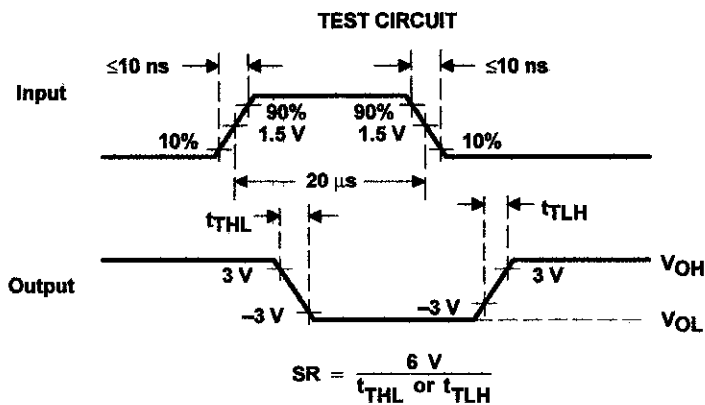 TEST CIRCUIT
≤10 ns
≤10 ns
Input
90%
90%
1.5 V
1.5 V
10%
10%
20 μs
tTHL
tTLH
Output
3 V
3 V
VOH
–3 V
–3 V
VOL
SR = 6 V / tTHL or tTLH